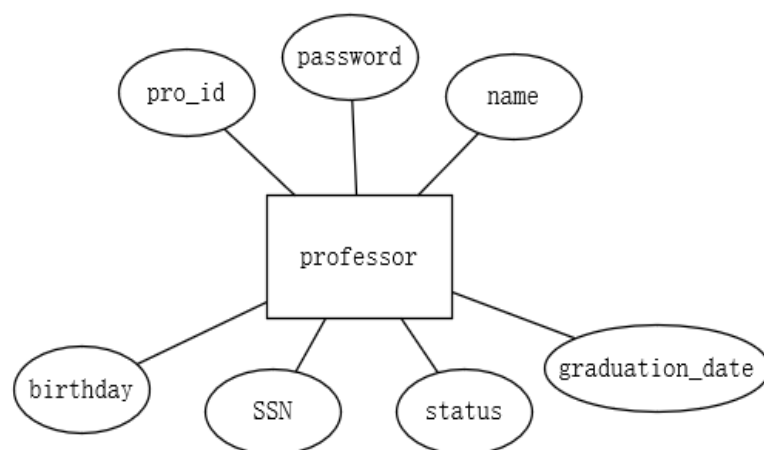 password
pro_id
name
professor
birthday
SSN
status
graduation_date